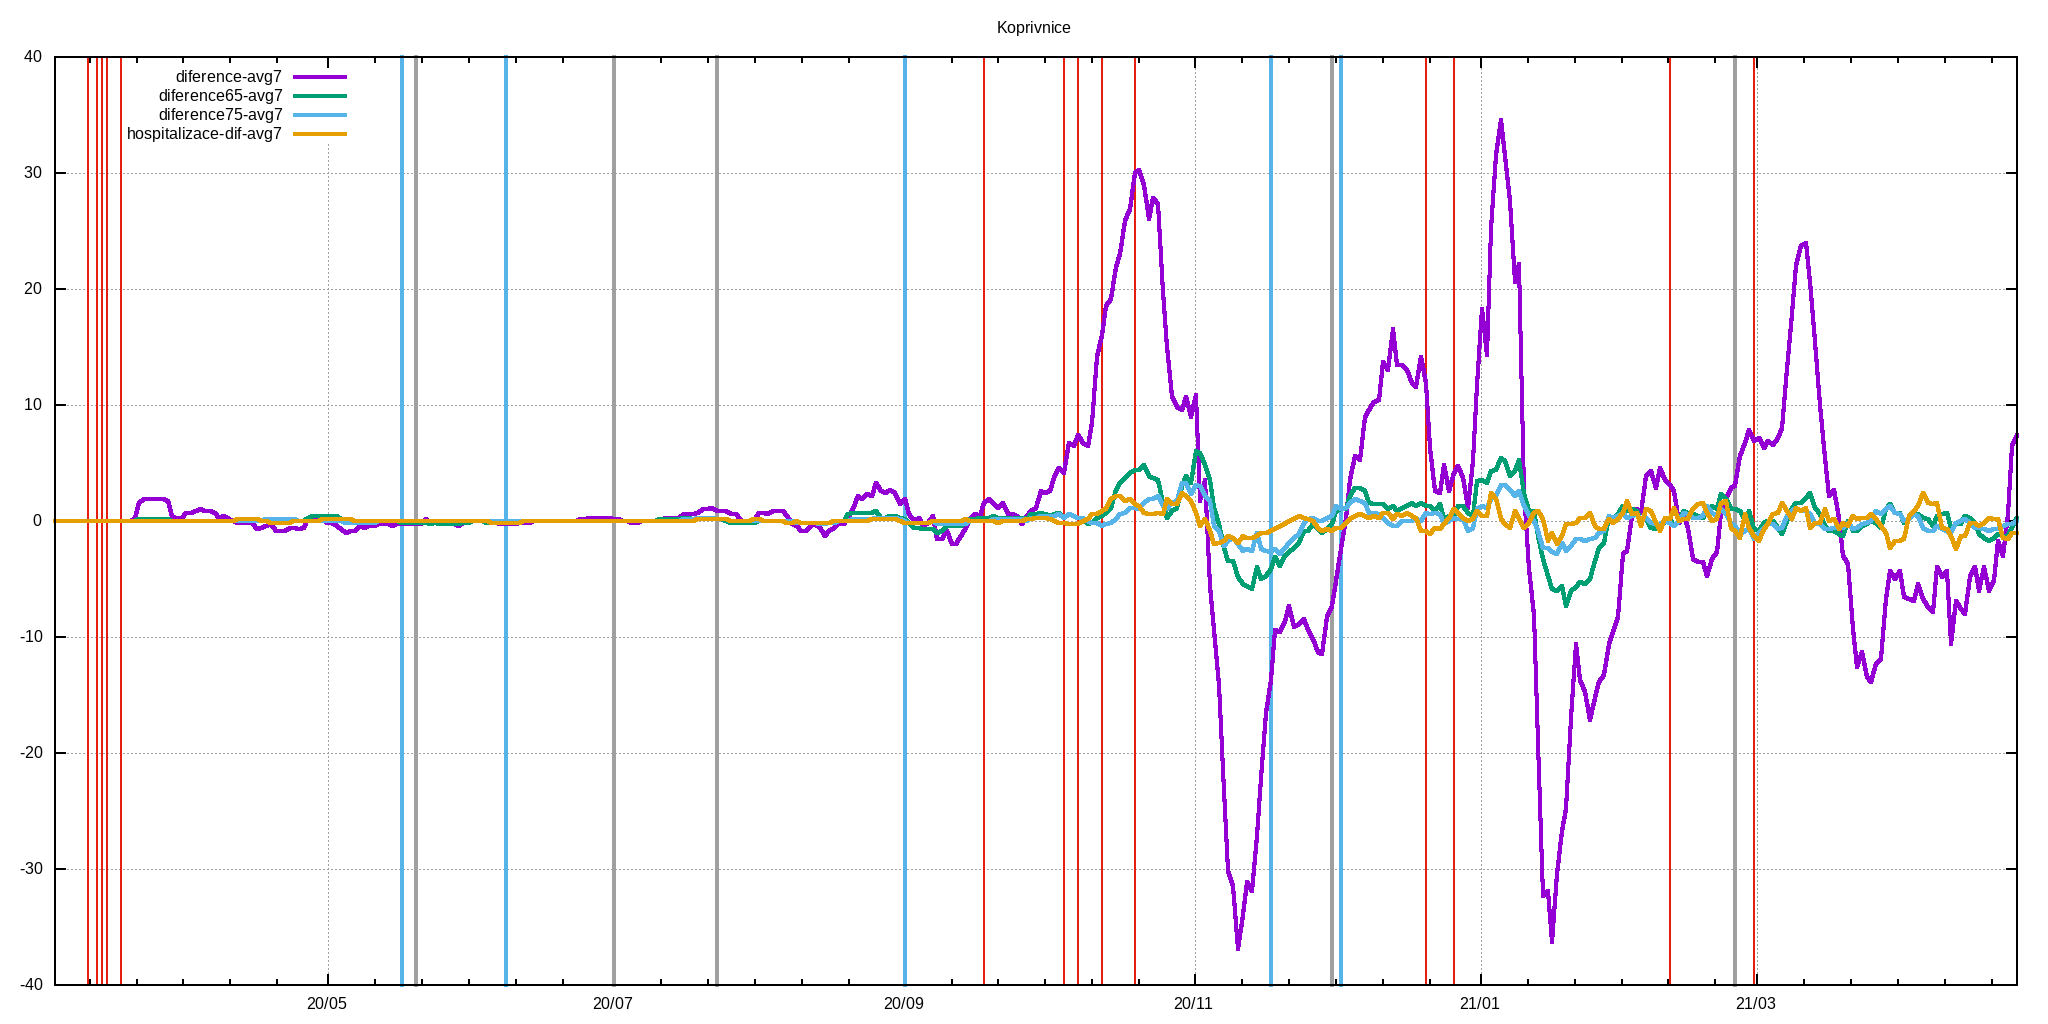 Koprivnice
40
diference-avg7
diference65-avg7
diference75-avg7
hospitalizace-dif-avg7
30
20
10
0
-10
-20
-30
-40
20/05 20/07 20/09 20/11 21/01 21/03